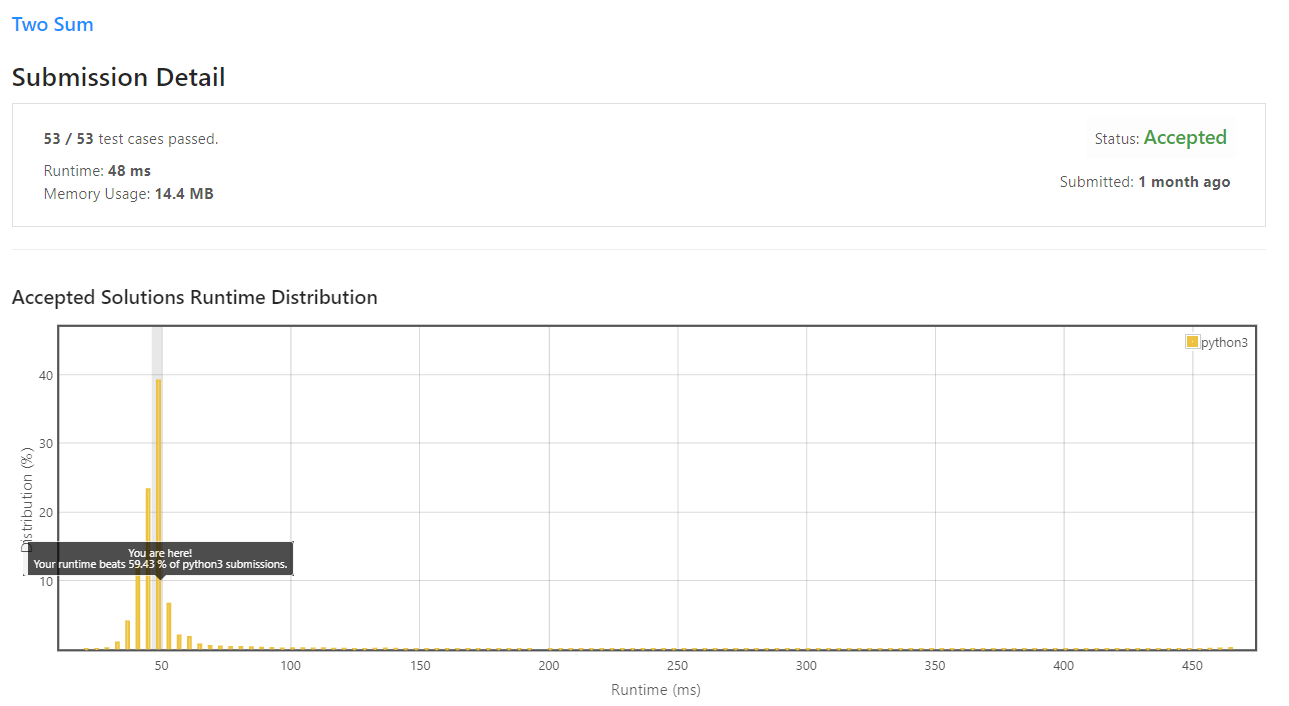 Two Sum
Submission Detail
53 / 53 test cases passed.
Status: Accepted
Runtime: 48 ms
Memory Usage: 14.4 MB
Submitted: 1 month ago
Accepted Solutions Runtime Distribution
python3
40
30
20
10
Distribution (%)
You are here!
Your runtime beats 59.43 % of python3 submissions.
50 100 150 200 250 300 350 400 450
Runtime (ms)